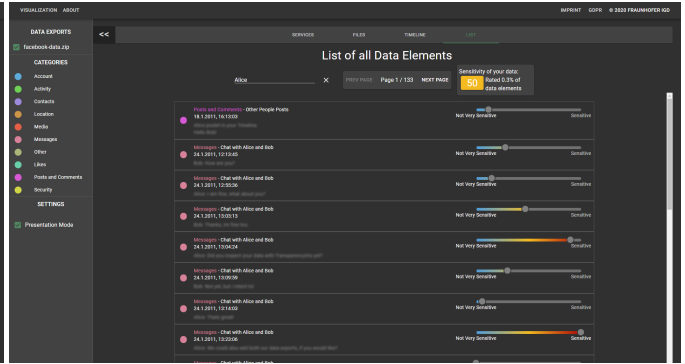 VISUALIZATION ABOUT
IMPRINT GDPR © 2020 FRAUNHOFER IGD
DATA EXPORTS
facebook-data.zip
CATEGORIES
Account
Activity
Contacts
Location
Media
Messages
Other
Likes
Posts and Comments
Security
SETTINGS
Presentation Mode
<<
SERVICES FILES TIMELINE LIST
List of all Data Elements
Alice ×
PREV PAGE Page 1 / 133 NEXT PAGE
Sensitivity of your data:
50 Rated 0.3% of
data elements
Posts and Comments - Other People Posts
18.1.2011, 16:13:03
Not Very Sensitive Sensitive
Messages - Chat with Alice and Bob
24.1.2011, 12:13:45
Not Very Sensitive Sensitive
Messages - Chat with Alice and Bob
24.1.2011, 12:55:36
Not Very Sensitive Sensitive
Messages - Chat with Alice and Bob
24.1.2011, 13:03:13
Not Very Sensitive Sensitive
Messages - Chat with Alice and Bob
24.1.2011, 13:04:24
Not Very Sensitive Sensitive
Messages - Chat with Alice and Bob
24.1.2011, 13:09:59
Not Very Sensitive Sensitive
Messages - Chat with Alice and Bob
24.1.2011, 13:14:03
Not Very Sensitive Sensitive
Messages - Chat with Alice and Bob
24.1.2011, 13:23:06
Not Very Sensitive Sensitive
Messages - Chat with Alice and Bob